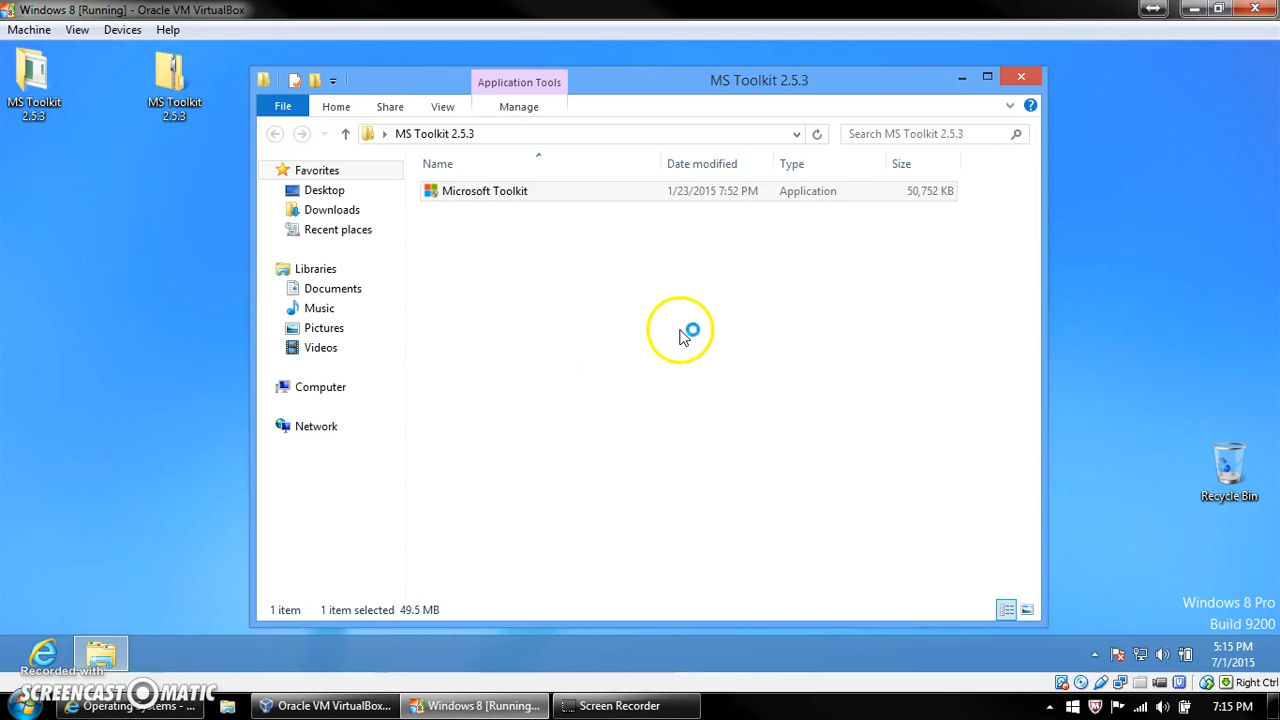 Windows 8 [Running] - Oracle VM VirtualBox
Machine View Devices Help
MS Toolkit 2.5.3
MS Toolkit 2.5.3
Application Tools
MS Toolkit 2.5.3
File Home Share View Manage
MS Toolkit 2.5.3
Search MS Toolkit 2.5.3
Name Date modified Type Size
Microsoft Toolkit 1/23/2015 7:52 PM Application 50,752 KB
Favorites
Desktop
Downloads
Recent places
Libraries
Documents
Music
Pictures
Videos
Computer
Network
Recycle Bin
1 item 1 item selected 49.5 MB
Windows 8 Pro
Build 9200
5:15 PM
7/1/2015
Recorded with
SCREENCAST-O-MATIC
Right Ctrl
Operating Systems - ...
Oracle VM VirtualBox...
Windows 8 [Running...
Screen Recorder
7:15 PM